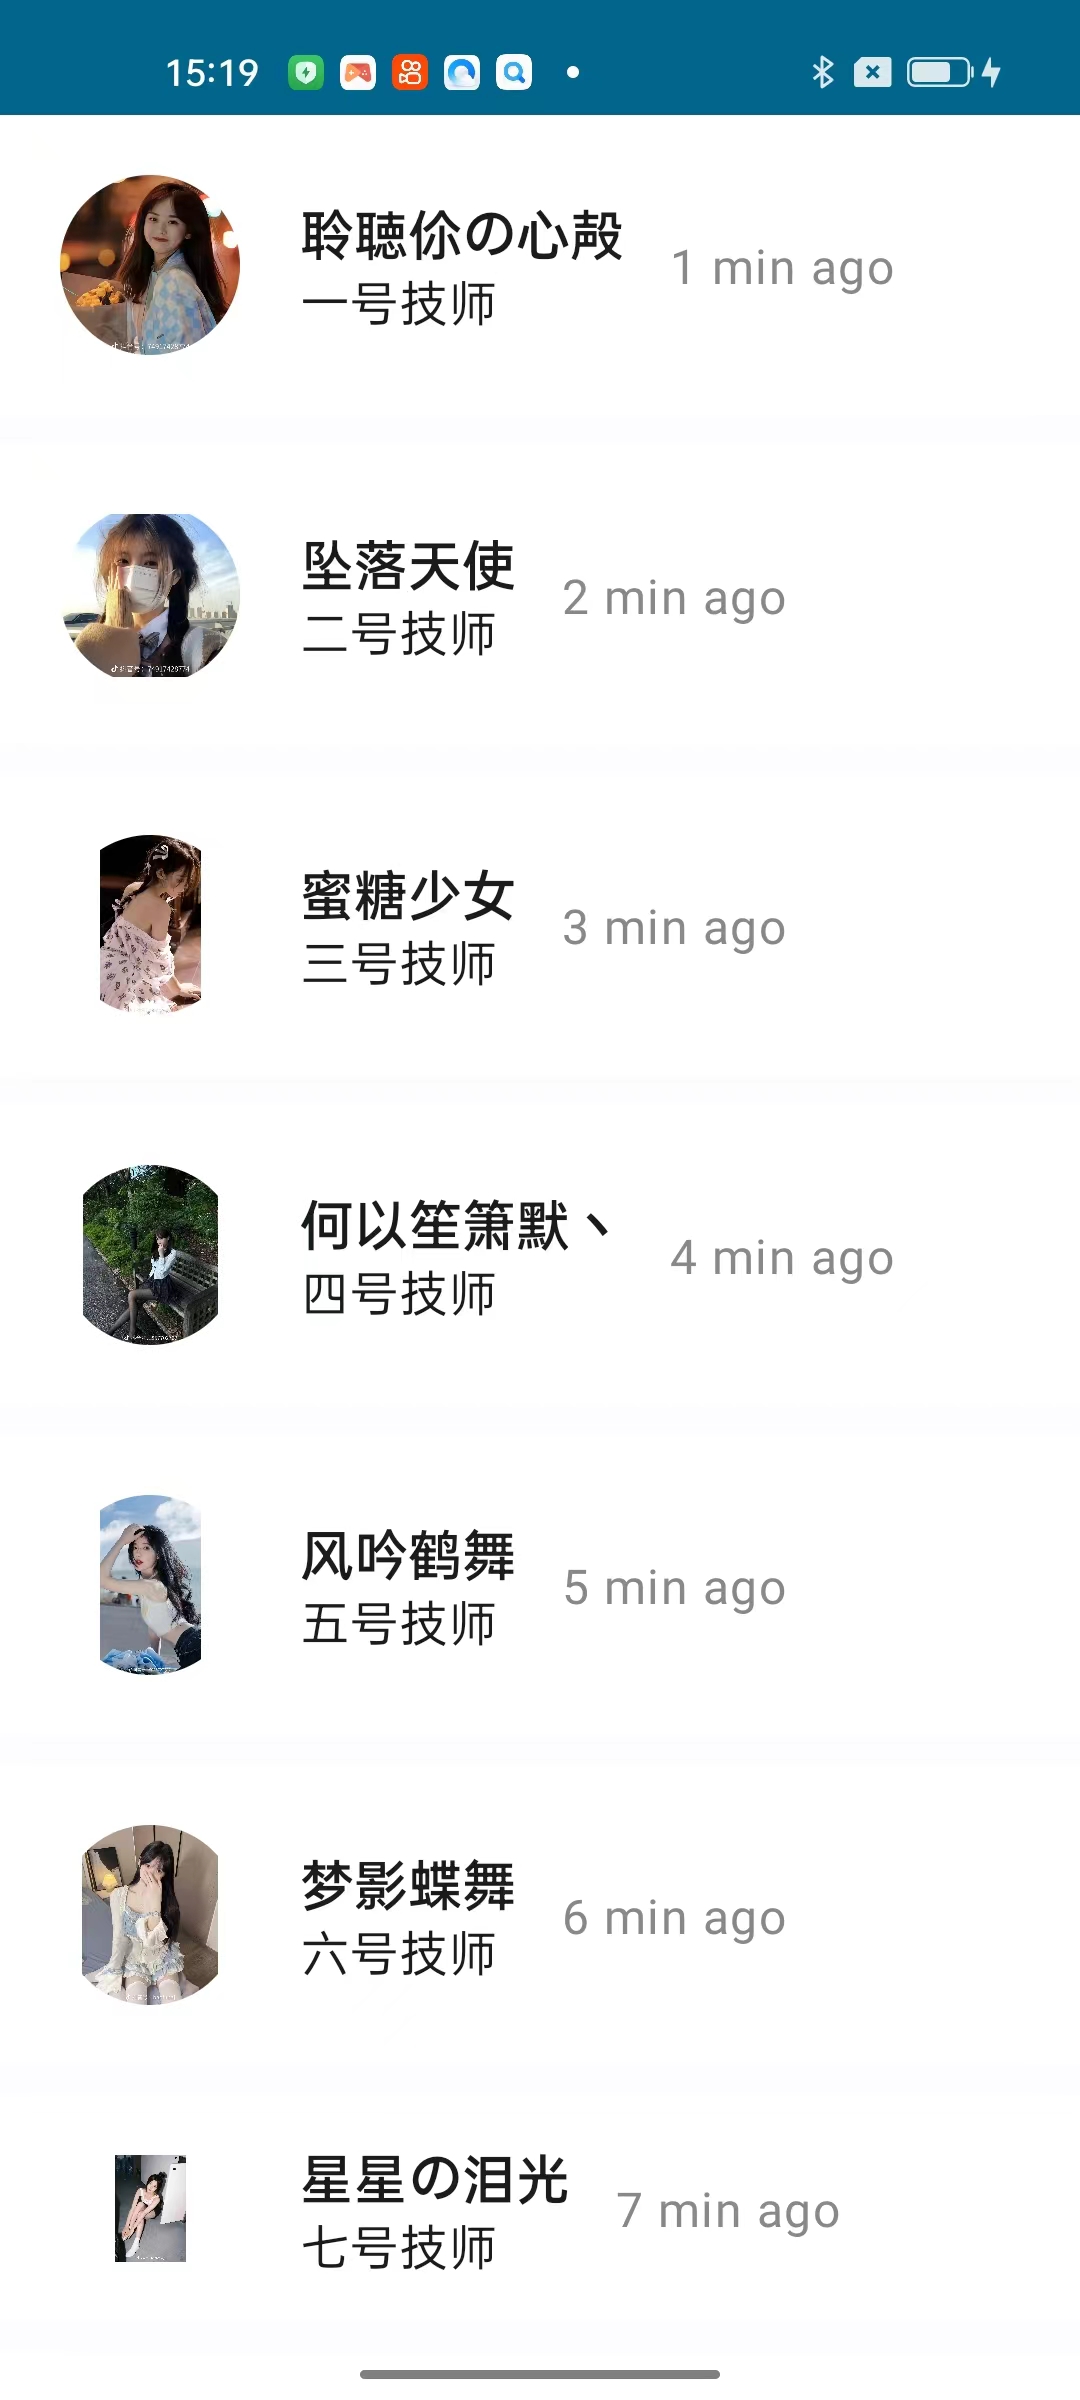 15:19
聆聴伱の心殸
一号技师
1 min ago
坠落天使
二号技师
2 min ago
蜜糖少女
三号技师
3 min ago
何以笙箫默丶
四号技师
4 min ago
风吟鹤舞
五号技师
5 min ago
梦影蝶舞
六号技师
6 min ago
星星の泪光
七号技师
7 min ago